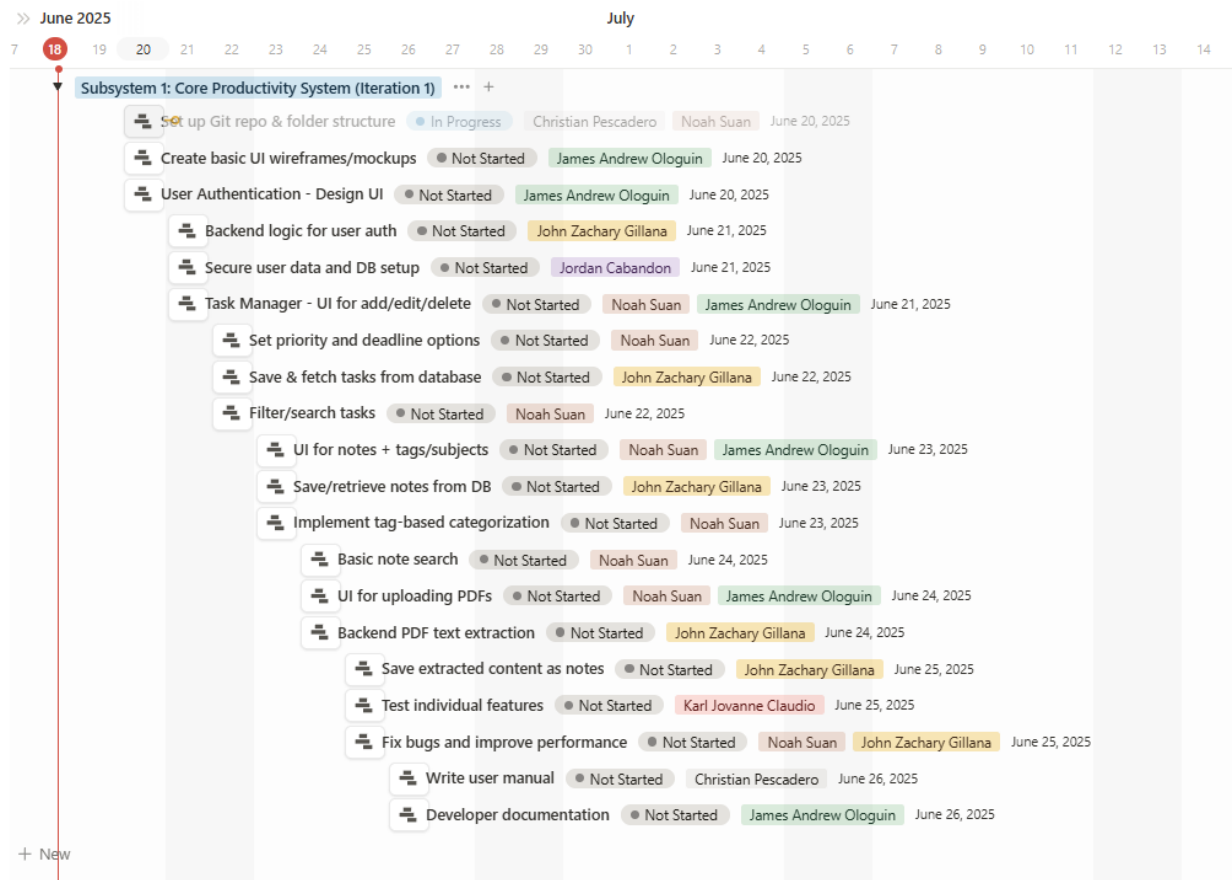 June 2025 July
7 18 19 20 21 22 23 24 25 26 27 28 29 30 1 2 3 4 5 6 7 8 9 10 11 12 13 14
Subsystem 1: Core Productivity System (Iteration 1) ••• +
Set up Git repo & folder structure In Progress Christian Pescadero Noah Suan June 20, 2025
Create basic UI wireframes/mockups Not Started James Andrew Ologuin June 20, 2025
User Authentication - Design UI Not Started James Andrew Ologuin June 20, 2025
Backend logic for user auth Not Started John Zachary Gillana June 21, 2025
Secure user data and DB setup Not Started Jordan Cabandon June 21, 2025
Task Manager - UI for add/edit/delete Not Started Noah Suan James Andrew Ologuin June 21, 2025
Set priority and deadline options Not Started Noah Suan June 22, 2025
Save & fetch tasks from database Not Started John Zachary Gillana June 22, 2025
Filter/search tasks Not Started Noah Suan June 22, 2025
UI for notes + tags/subjects Not Started Noah Suan James Andrew Ologuin June 23, 2025
Save/retrieve notes from DB Not Started John Zachary Gillana June 23, 2025
Implement tag-based categorization Not Started Noah Suan June 23, 2025
Basic note search Not Started Noah Suan June 24, 2025
UI for uploading PDFs Not Started Noah Suan James Andrew Ologuin June 24, 2025
Backend PDF text extraction Not Started John Zachary Gillana June 24, 2025
Save extracted content as notes Not Started John Zachary Gillana June 25, 2025
Test individual features Not Started Karl Jovanne Claudio June 25, 2025
Fix bugs and improve performance Not Started Noah Suan John Zachary Gillana June 25, 2025
Write user manual Not Started Christian Pescadero June 26, 2025
Developer documentation Not Started James Andrew Ologuin June 26, 2025
+ New